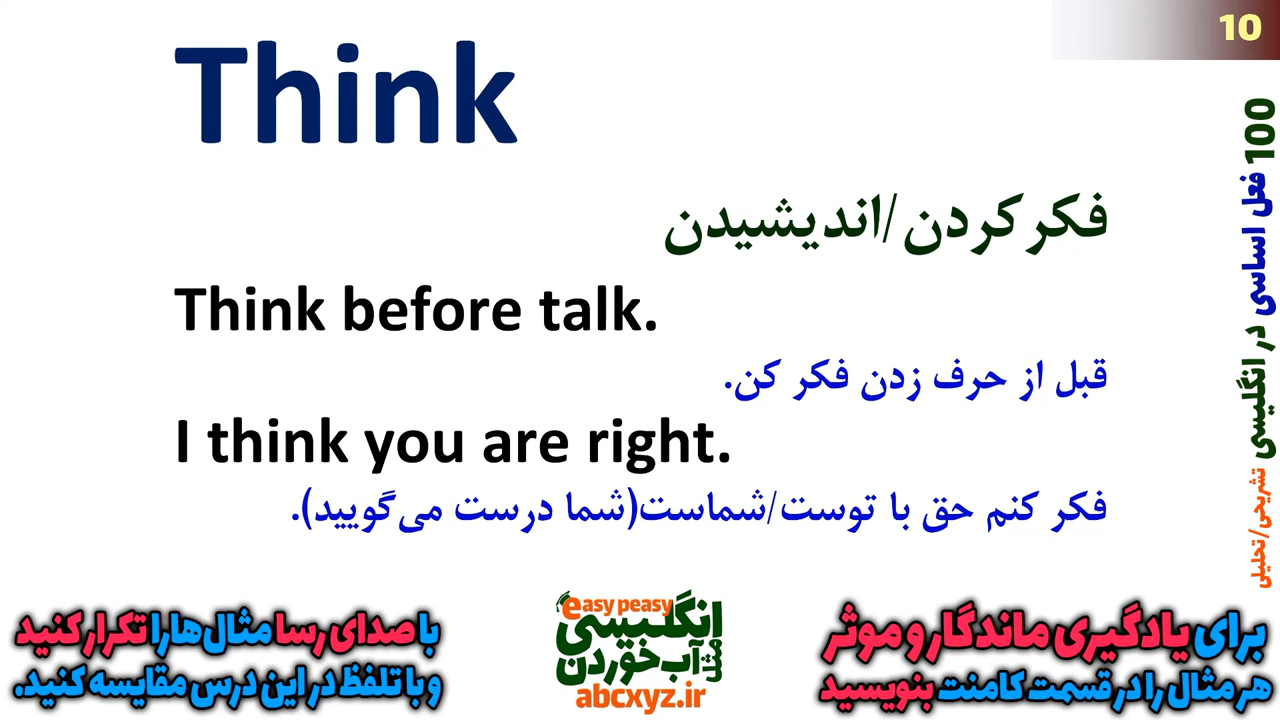 10
Think
فکر کردن/اندیشیدن
Think before talk.
قبل از حرف زدن فکر کن.
I think you are right.
فکر کنم حق با توست/شماست(شما درست می‌گویید).
100 فعل اساسی در انگلیسی تشریحی/تحلیلی
برای یادگیری ماندگار و موثر
هر مثال را در قسمت کامنت بنویسید
easy peasy
انگلیسی
مثل
آب خوردن
abcxyz.ir
با صدای رسا مثال‌ها را تکرار کنید
و با تلفظ در این درس مقایسه کنید.